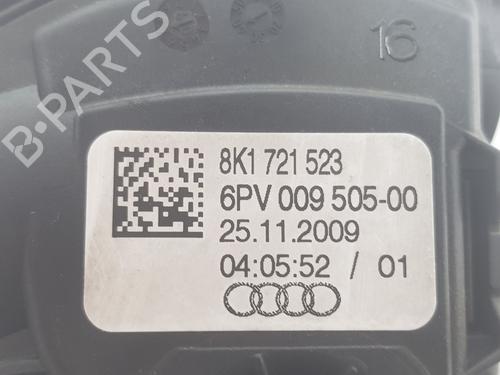 B-PARTS
16
8K1 721 523
6PV 009 505-00
25.11.2009
04:05:52 / 01